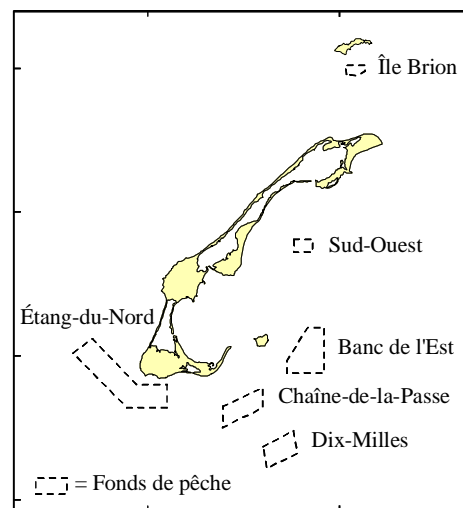 Île Brion
Sud-Ouest
Étang-du-Nord
Banc de l'Est
Chaîne-de-la-Passe
Dix-Milles
= Fonds de pêche